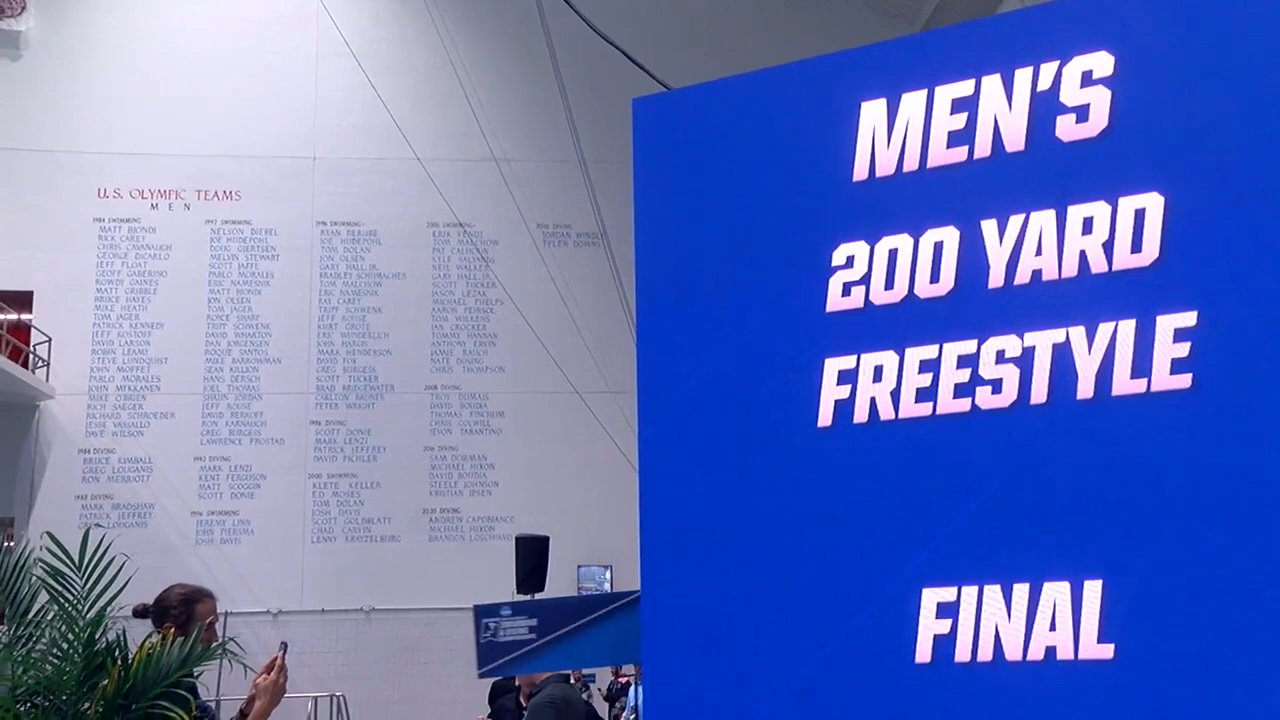 U.S. OLYMPIC TEAMS
MEN
1984 SWIMMING
MATT BIONDI
RICK CAREY
CHRIS CAVANAUGH
GEORGE DICARLO
JEFF FLOAT
GEOFF GABERINO
ROWDY GAINES
MATT GRIBBLE
BRUCE HAYES
MIKE HEATH
TOM JAGER
PATRICK KENNEDY
JEFF KOSTOFF
DAVID LARSON
ROBIN LEAMY
STEVE LUNDQUIST
JOHN MOFFET
PABLO MORALES
JOHN MYKKANEN
MIKE O'BRIEN
RICH SAEGER
RICHARD SCHROEDER
JESSE VASSALLO
DAVE WILSON
1984 DIVING
BRUCE KIMBALL
GREG LOUGANIS
RON MERRIOTT
1988 DIVING
MARK BRADSHAW
PATRICK JEFFREY
GREG LOUGANIS
1992 SWIMMING
NELSON DIEBEL
JOE HUDEPOHL
DOUG GJERTSEN
MELVIN STEWART
SCOTT JAFFE
PABLO MORALES
ERIC NAMESNIK
MATT BIONDI
JON OLSEN
TOM JAGER
ROYCE SHARP
TRIPP SCHWENK
DAVID WHARTON
DAN JORGENSEN
ROQUE SANTOS
MIKE BARROWMAN
SEAN KILLION
HANS DERSCH
JOEL THOMAS
SHAUN JORDAN
JEFF ROUSE
DAVID BERKOFF
RON KARNAUGH
GREG BURGESS
LAWRENCE FROSTAD
1992 DIVING
MARK LENZI
KENT FERGUSON
MATT SCOGGIN
SCOTT DONIE
1996 SWIMMING
JEREMY LINN
JOHN PIERSMA
JOSH DAVIS
1996 SWIMMING
RYAN BERUBE
JOE HUDEPOHL
TOM DOLAN
JON OLSEN
GARY HALL JR.
BRADLEY SCHUMACHER
TOM MALCHOW
ERIC NAMESNIK
RAY CAREY
TRIPP SCHWENK
JEFF ROUSE
KURT GROTE
ERIC WUNDERLICH
JOHN HARGIS
MARK HENDERSON
DAVID FOX
GREG BURGESS
SCOTT TUCKER
BRAD BRIDGEWATER
CARLTON BRUNER
PETER WRIGHT
1996 DIVING
SCOTT DONIE
MARK LENZI
PATRICK JEFFREY
DAVID PICHLER
2000 SWIMMING
KLETE KELLER
ED MOSES
TOM DOLAN
JOSH DAVIS
SCOTT GOLDBLATT
CHAD CARVIN
LENNY KRAYZELBURG
2000 SWIMMING
ERIK VENDT
TOM MALCHOW
PAT CALHOUN
KYLE SALYARDS
NEIL WALKER
GARY HALL JR.
SCOTT TUCKER
JASON LEZAK
MICHAEL PHELPS
AARON PEIRSOL
TOM WILKENS
IAN CROCKER
TOMMY HANNAN
ANTHONY ERVIN
JAMIE RAUCH
NATE DUSING
CHRIS THOMPSON
2008 DIVING
TROY DUMAIS
DAVID BOUDIA
THOMAS FINCHUM
CHRIS COLWILL
JEVON TARANTINO
2016 DIVING
SAM DORMAN
MICHAEL HIXON
DAVID BOUDIA
STEELE JOHNSON
KRISTIAN IPSEN
2020 DIVING
ANDREW CAPOBIANCO
MICHAEL HIXON
BRANDON LOSCHIAVO
DIVING
JORDAN WINDLE
TYLER DOWNS
MEN'S
200 YARD
FREESTYLE
FINAL